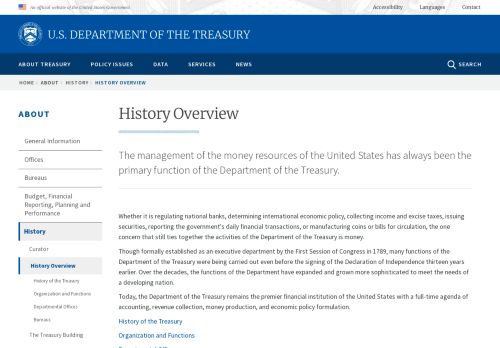 An official website of the United States Government
Accessibility Languages Contact
U.S. DEPARTMENT OF THE TREASURY
ABOUT TREASURY POLICY ISSUES DATA SERVICES NEWS SEARCH
HOME › ABOUT › HISTORY › HISTORY OVERVIEW
ABOUT
General Information
Offices
Bureaus
Budget, Financial
Reporting, Planning and
Performance
History
Curator
History Overview
History of the Treasury
Organization and Functions
Departmental Offices
Bureaus
The Treasury Building
History Overview
The management of the money resources of the United States has always been the
primary function of the Department of the Treasury.
Whether it is regulating national banks, determining international economic policy, collecting income and excise taxes, issuing
securities, reporting the government's daily financial transactions, or manufacturing coins or bills for circulation, the one
concern that still ties together the activities of the Department of the Treasury is money.
Though formally established as an executive department by the First Session of Congress in 1789, many functions of the
Department of the Treasury were being carried out even before the signing of the Declaration of Independence thirteen years
earlier. Over the decades, the functions of the Department have expanded and grown more sophisticated to meet the needs of
a developing nation.
Today, the Department of the Treasury remains the premier financial institution of the United States with a full-time agenda of
accounting, revenue collection, money production, and economic policy formulation.
History of the Treasury
Organization and Functions